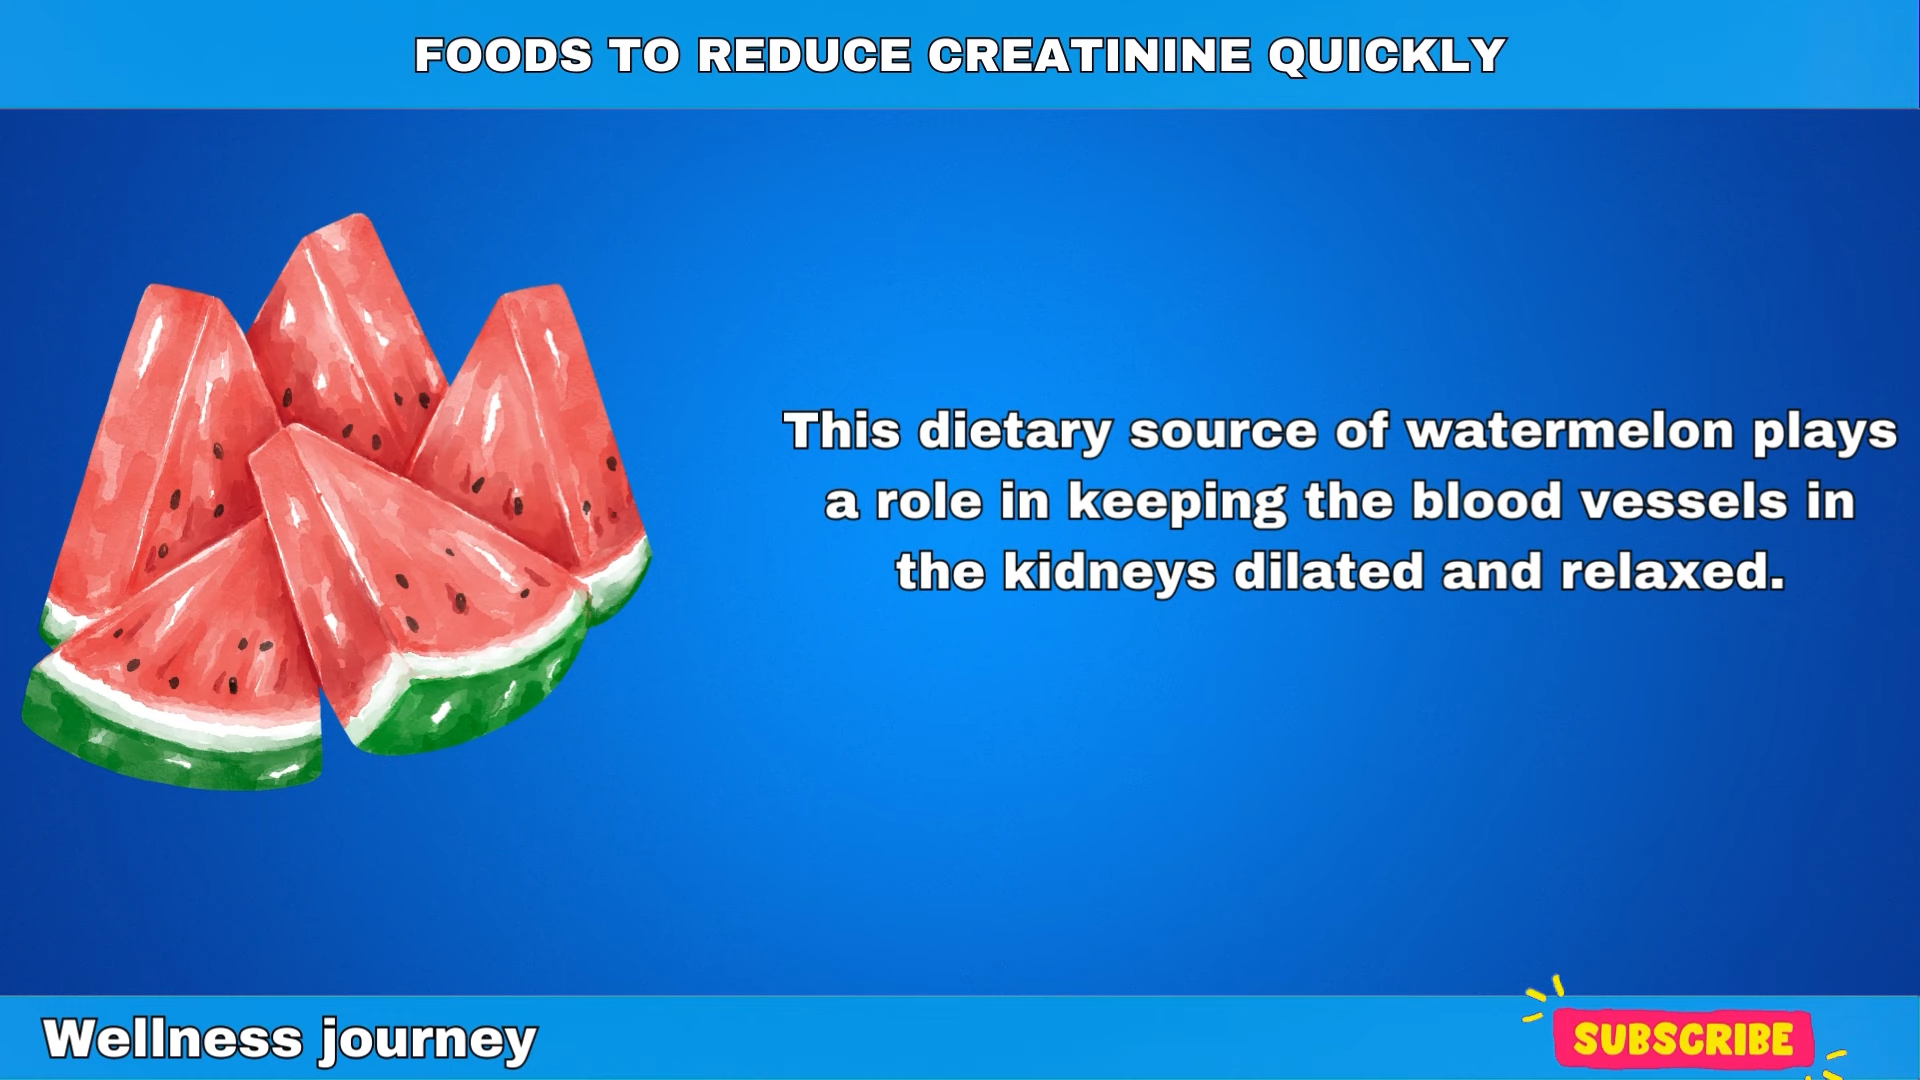 FOODS TO REDUCE CREATININE QUICKLY
This dietary source of watermelon plays
a role in keeping the blood vessels in
the kidneys dilated and relaxed.
Wellness journey
SUBSCRIBE